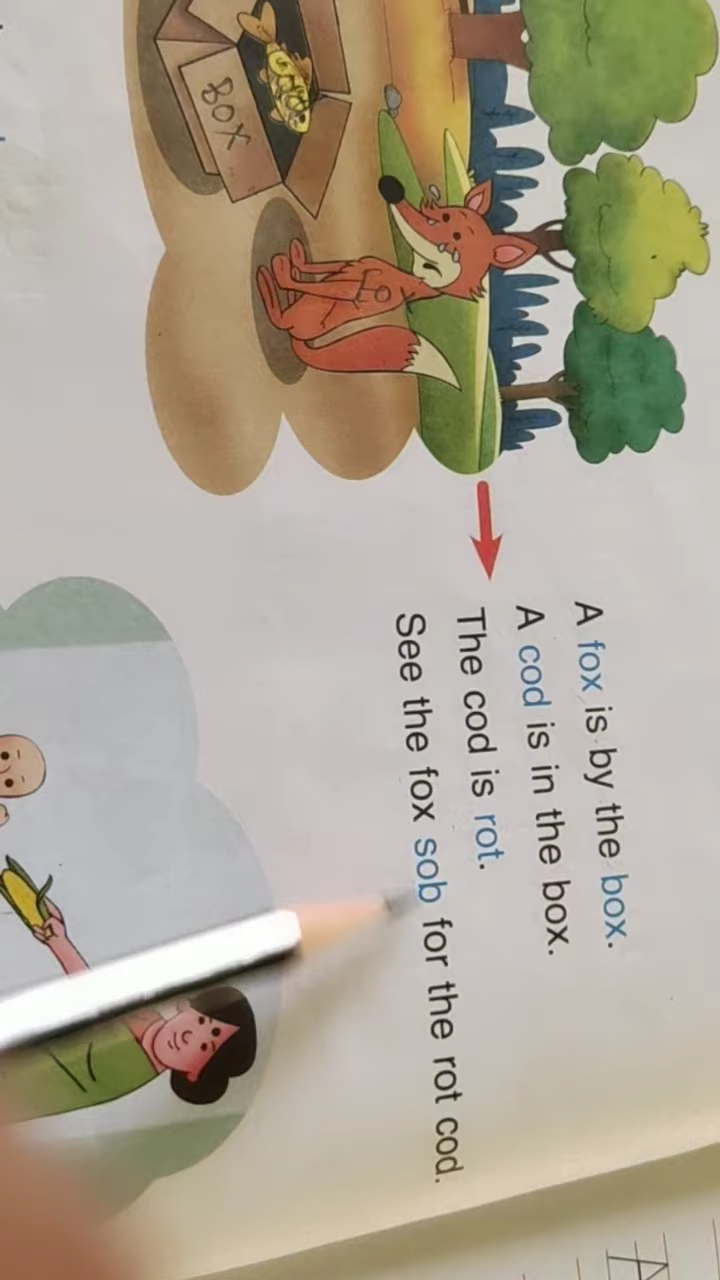 BOX
A fox is by the box.
A cod is in the box.
The cod is rot.
See the fox sob for the rot cod.
A